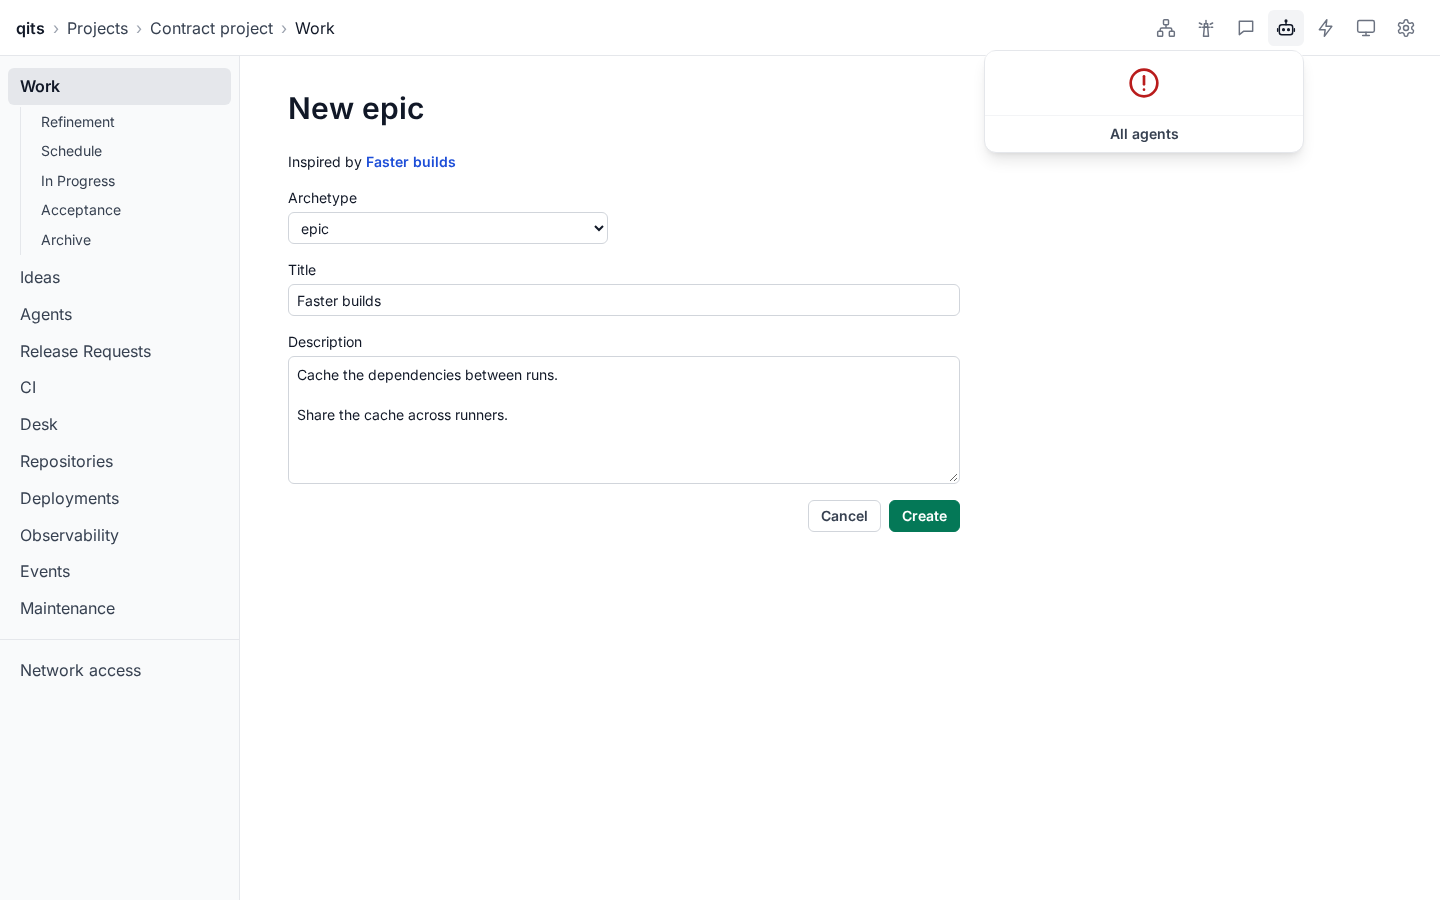 qits › Projects › Contract project › Work
Work
Refinement
Schedule
In Progress
Acceptance
Archive
Ideas
Agents
Release Requests
CI
Desk
Repositories
Deployments
Observability
Events
Maintenance
Network access
New epic
Inspired by Faster builds
Archetype
epic
Title
Faster builds
Description
Cache the dependencies between runs.
Share the cache across runners.
Cancel
Create
All agents